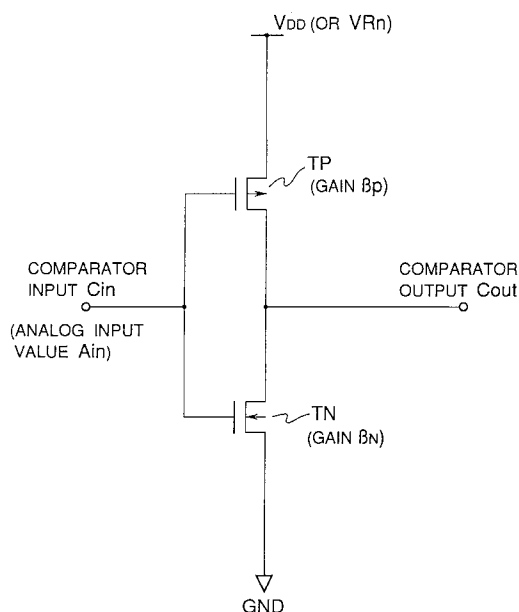 VDD (OR VRn)
TP
(GAIN βp)
COMPARATOR
INPUT Cin
(ANALOG INPUT
VALUE Ain)
COMPARATOR
OUTPUT Cout
TN
(GAIN βN)
GND